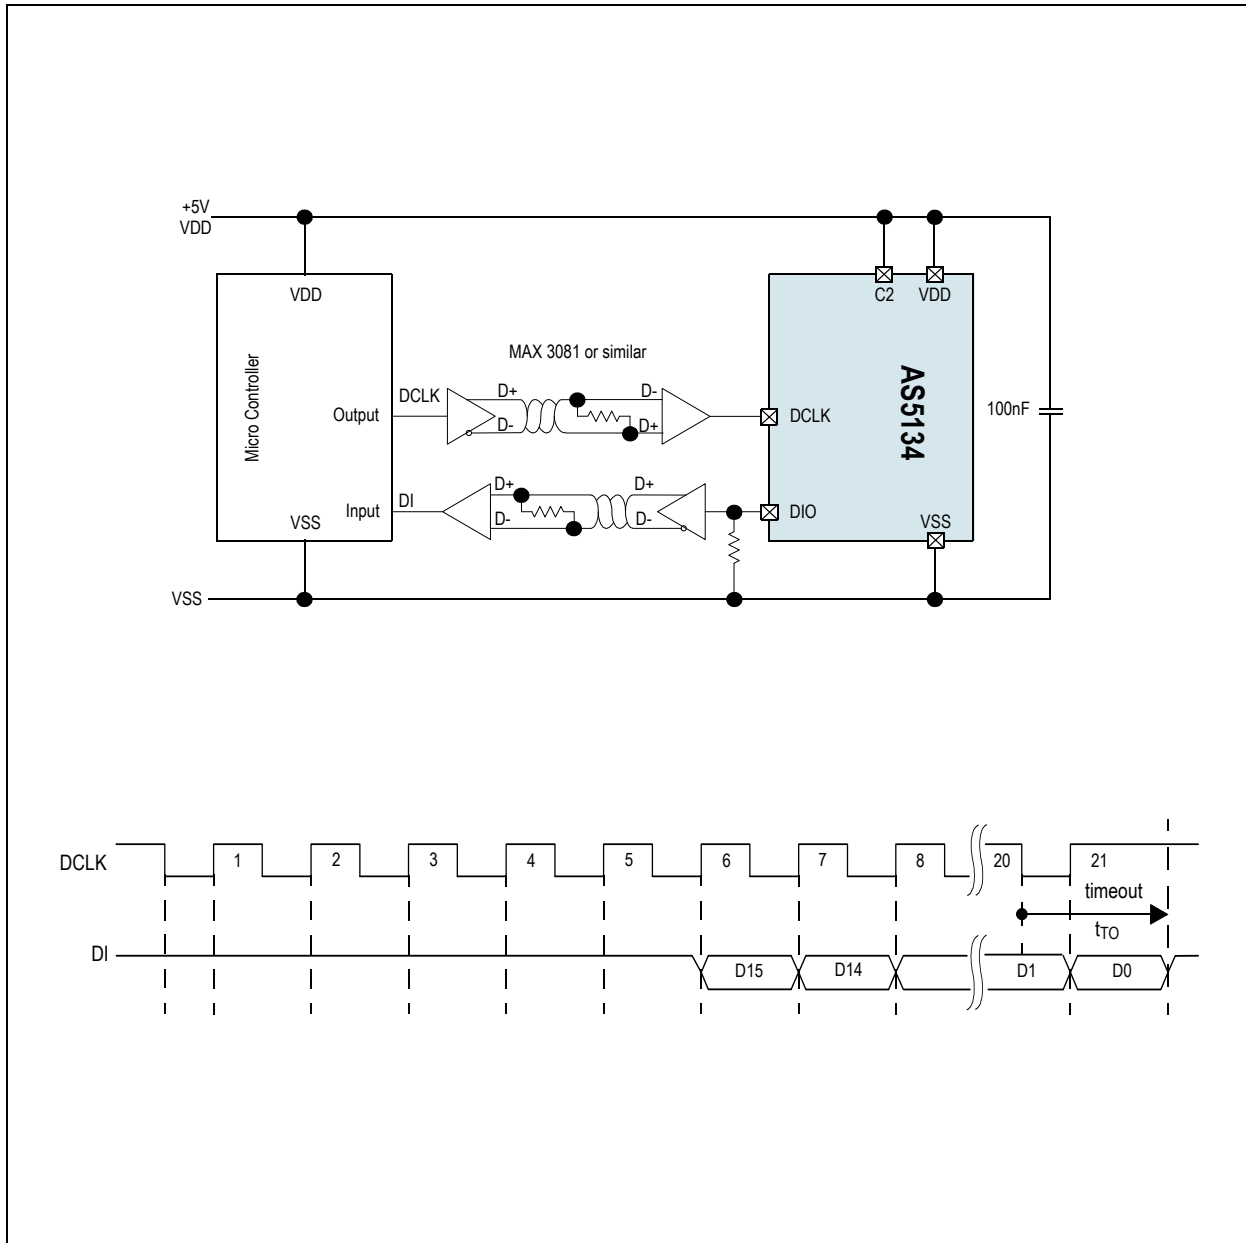 +5V
VDD
VDD
C2 VDD
Micro Controller
MAX 3081 or similar
AS5134
DCLK D+ D-
Output
D- D+
DCLK
100nF
DI D+ D+
Input
D- D-
DIO
VSS
VSS
VSS
DCLK 1 2 3 4 5 6 7 8 20 21
timeout
tTO
DI D15 D14 D1 D0